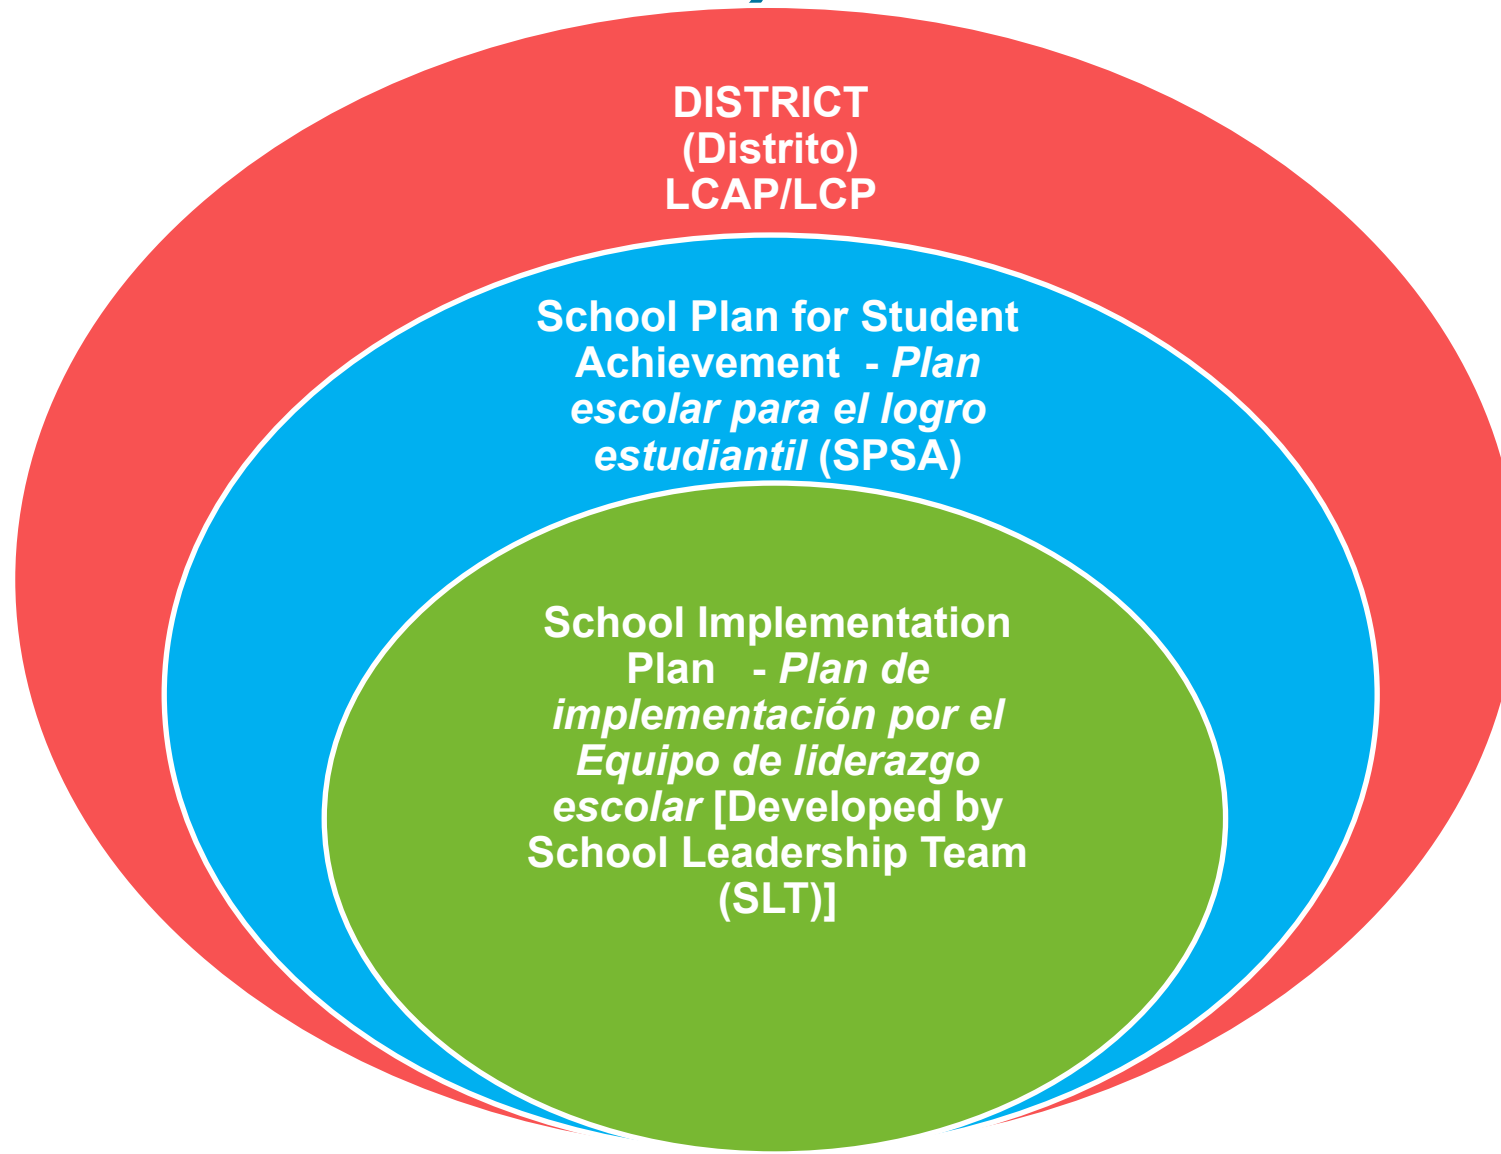 DISTRICT
(Distrito)
LCAP/LCP
School Plan for Student
Achievement - Plan
escolar para el logro
estudiantil (SPSA)
School Implementation
Plan - Plan de
implementación por el
Equipo de liderazgo
escolar [Developed by
School Leadership Team
(SLT)]